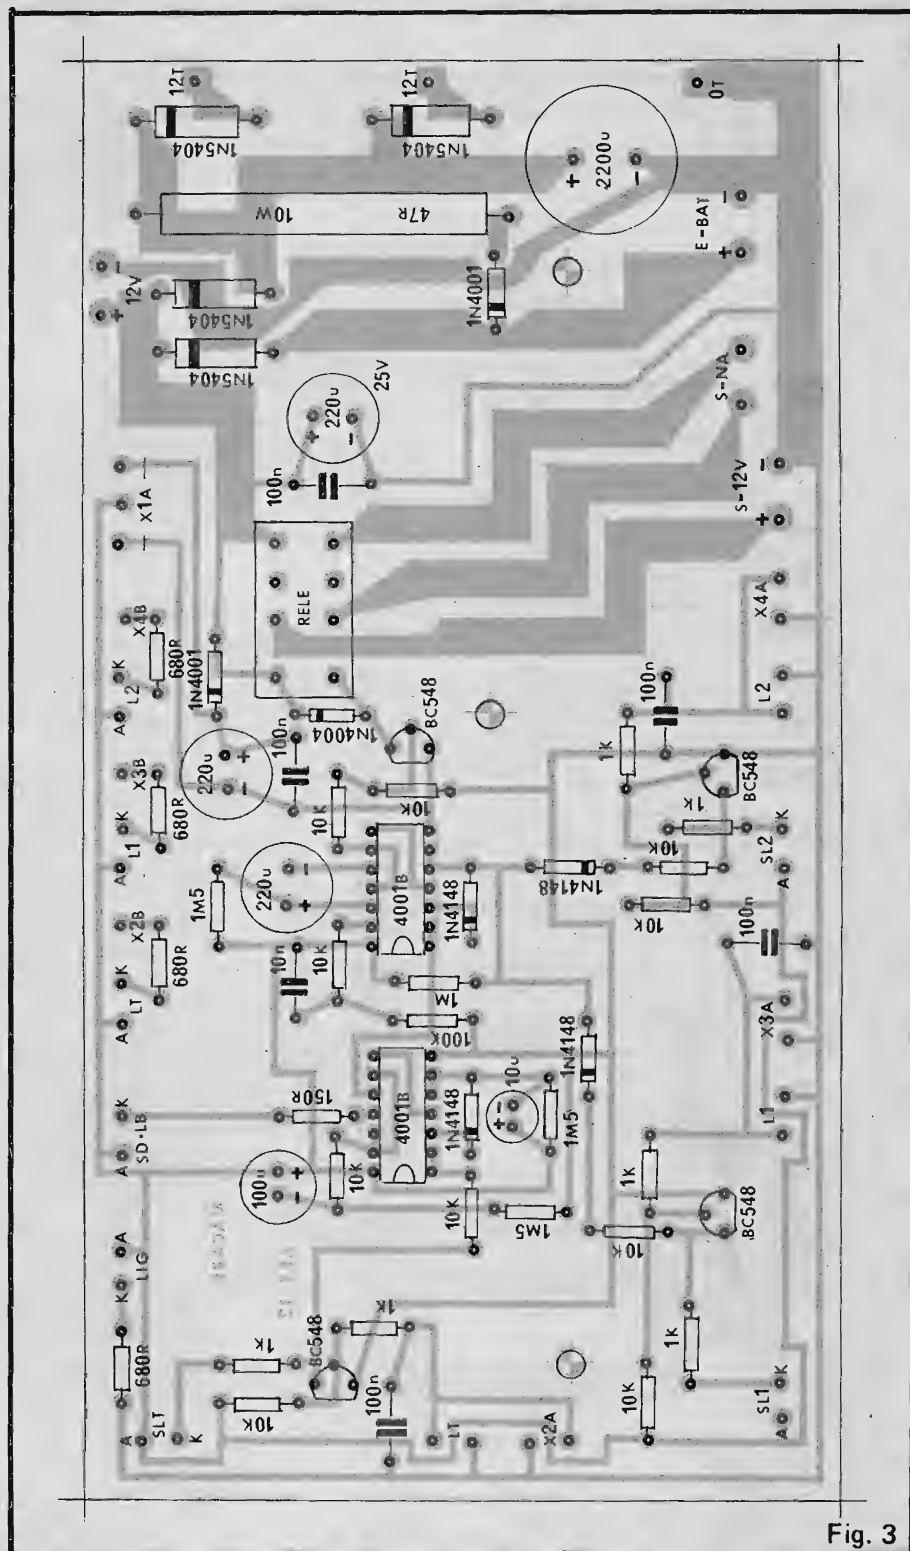 12T
12T
0T
1N5404
1N5404
+ 2200u -
10W 47R
- E-BAT +
- 12V +
1N5404
1N4001
1N5404
S-NA
25V
220u
+ -
100n
- S-12V +
— X1A —
RELE
X4A
X4B
680R
K
L2
A
1N4001
1N4004
BC548
100n
L2
100n
220u
+
-
X3B
680R
K
L1
A
10K
10K
1K
BC548
1K
10K
K
SL2
A
220u
-
+
1M5
4001B
1N4148
1N4148
10K
100n
X2B
680R
K
LT
A
10n
10K
1M
100K
X3A
1N4148
10u
+ -
4001B
1N4148
1M5
L1
K
SD-LB
A
150R
100u
+
-
10K
10K
1M5
1K
BC548
10K
A
LIG
K
680R
1K
BC548
1K
1K
SLT
A
K
10K
100n
LT
X2A
10K
K
SL1
A
Fig. 3